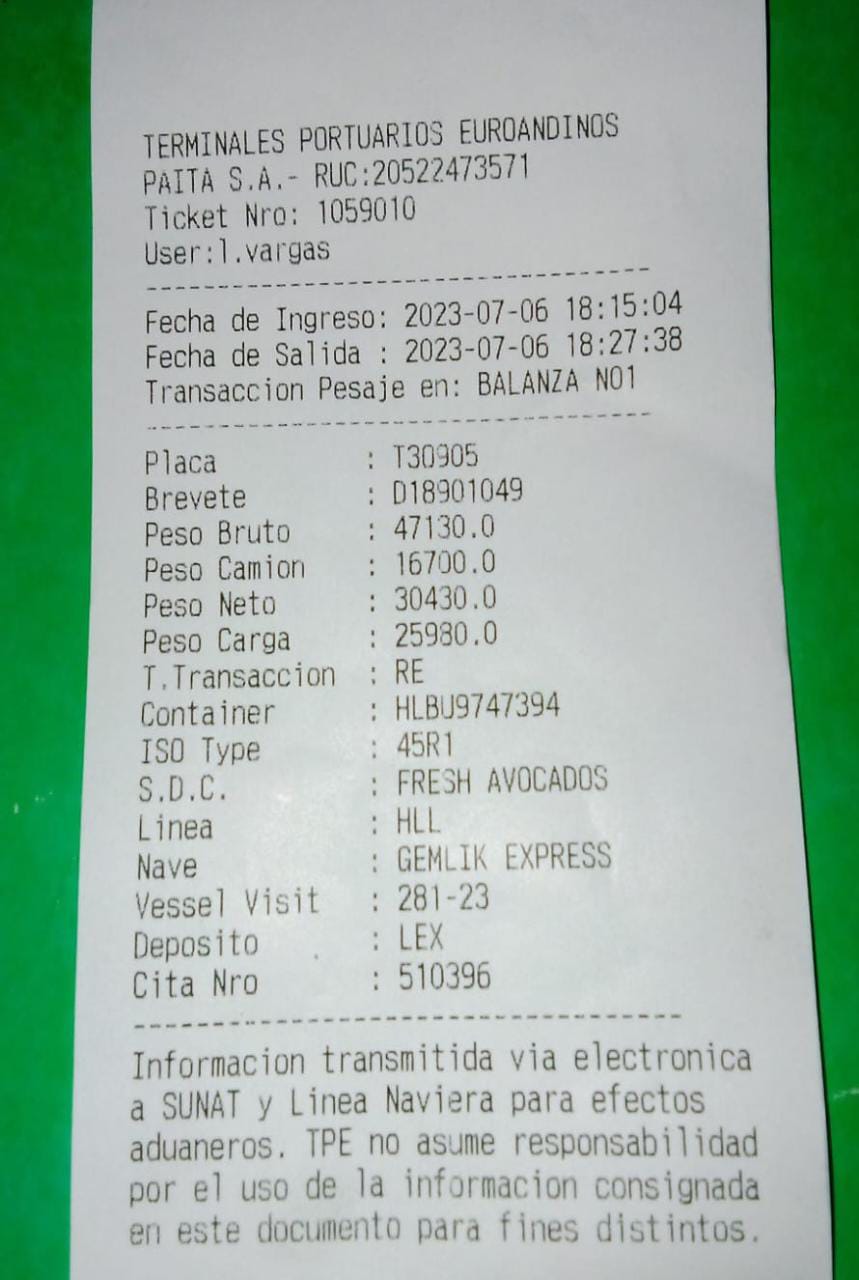 TERMINALES PORTUARIOS EUROANDINOS
PAITA S.A.- RUC:20522473571
Ticket Nro: 1059010
User:l.vargas
--------------------------------
Fecha de Ingreso: 2023-07-06 18:15:04
Fecha de Salida : 2023-07-06 18:27:38
Transaccion Pesaje en: BALANZA NO1
--------------------------------
Placa : T30905
Brevete : D18901049
Peso Bruto : 47130.0
Peso Camion : 16700.0
Peso Neto : 30430.0
Peso Carga : 25980.0
T.Transaccion : RE
Container : HLBU9747394
ISO Type : 45R1
S.D.C. : FRESH AVOCADOS
Linea : HLL
Nave : GEMLIK EXPRESS
Vessel Visit : 281-23
Deposito : LEX
Cita Nro : 510396
--------------------------------
Informacion transmitida via electronica
a SUNAT y Linea Naviera para efectos
aduaneros. TPE no asume responsabilidad
por el uso de la informacion consignada
en este documento para fines distintos.